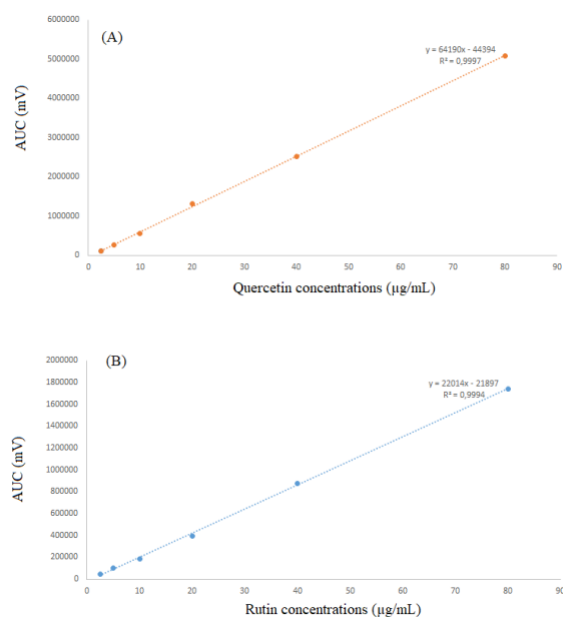 (A)
6000000
5000000
4000000
3000000
2000000
1000000
0
y = 64190x - 44394
R² = 0,9997
AUC (mV)
0 10 20 30 40 50 60 70 80 90
Quercetin concentrations (μg/mL)
(B)
2000000
1800000
1600000
1400000
1200000
1000000
800000
600000
400000
200000
0
y = 22014x - 21897
R² = 0,9994
AUC (mV)
0 10 20 30 40 50 60 70 80 90
Rutin concentrations (μg/mL)